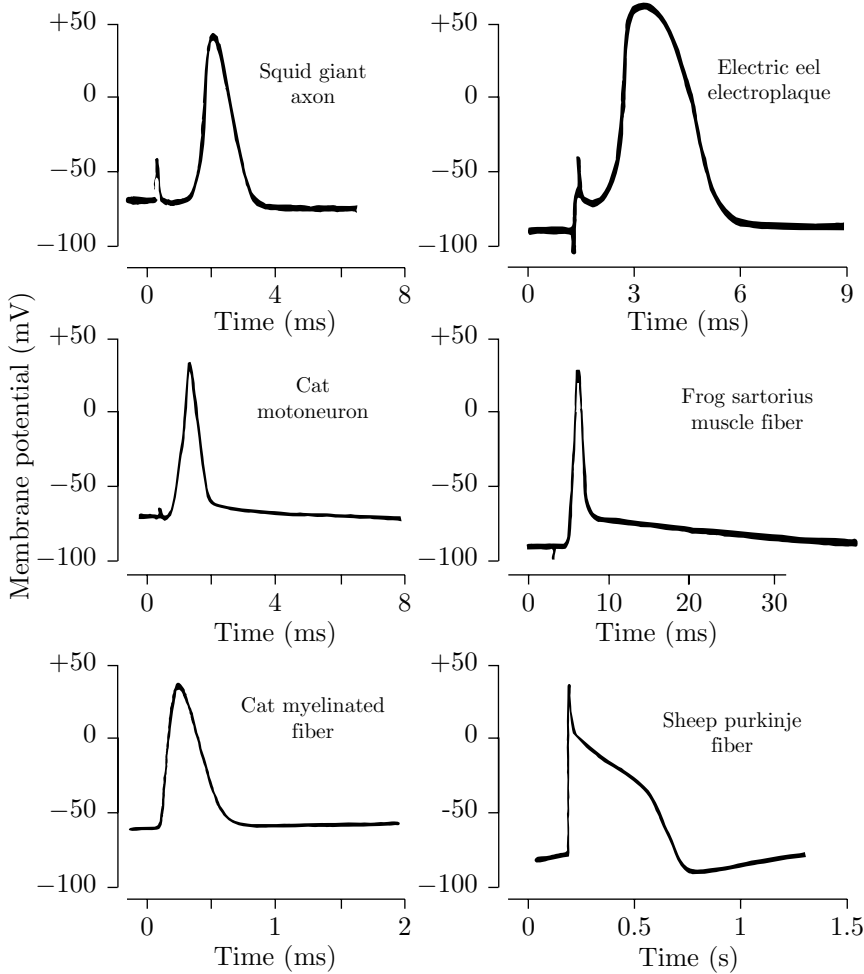 Membrane potential (mV)
+50
0
−50
−100
Squid giant
axon
0 4 8
Time (ms)
+50
0
−50
−100
Electric eel
electroplaque
0 3 6 9
Time (ms)
+50
0
−50
−100
Cat
motoneuron
0 4 8
Time (ms)
+50
0
−50
−100
Frog sartorius
muscle fiber
0 10 20 30
Time (ms)
+50
0
−50
−100
Cat myelinated
fiber
0 1 2
Time (ms)
+50
0
-50
−100
Sheep purkinje
fiber
0 0.5 1 1.5
Time (s)